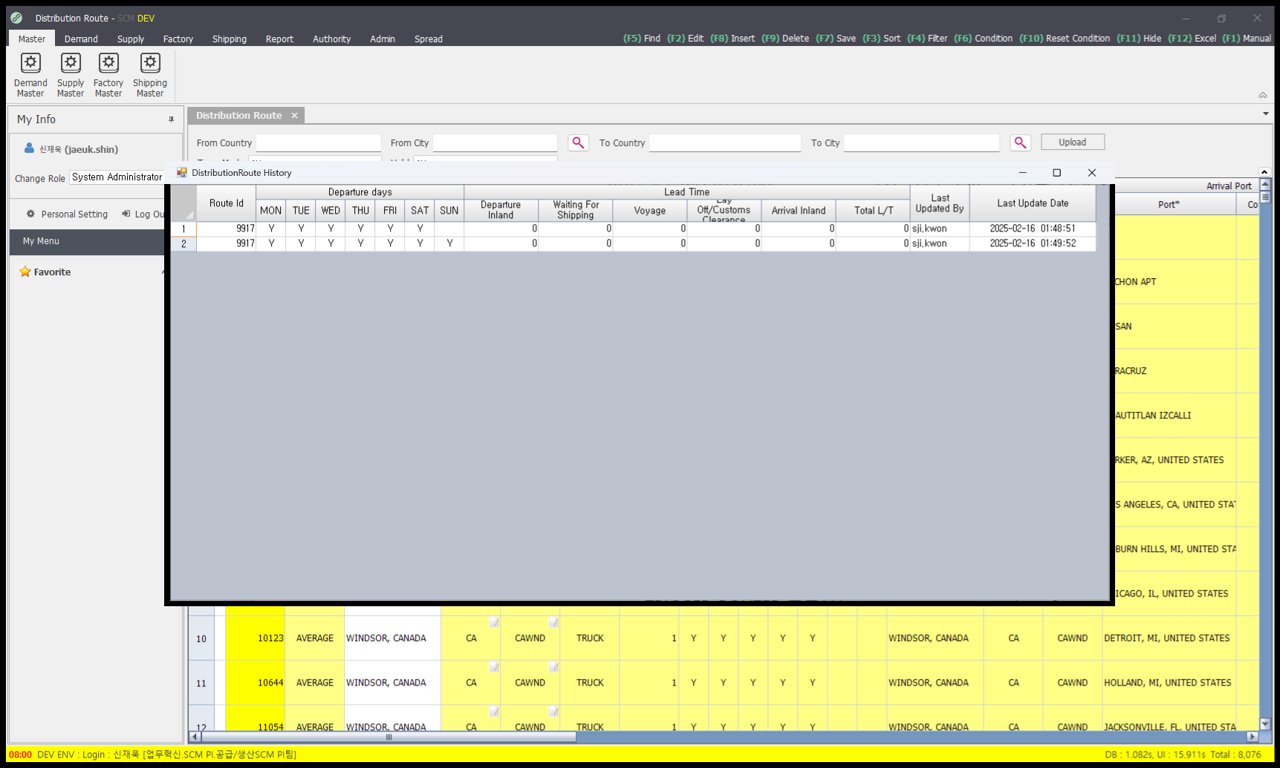 Distribution Route - SCM DEV
Master Demand Supply Factory Shipping Report Authority Admin Spread
(F5) Find (F2) Edit (F8) Insert (F9) Delete (F7) Save (F3) Sort (F4) Filter (F6) Condition (F10) Reset Condition (F11) Hide (F12) Excel (F1) Manual
Demand Master
Supply Master
Factory Master
Shipping Master
My Info
신재욱 (jaeuk.shin)
Change Role System Administrator
Personal Setting Log Ou
My Menu
Favorite
Distribution Route ×
From Country From City To Country To City Upload
DistributionRoute History
Route Id Departure days Lead Time Last Updated By Last Update Date
MON TUE WED THU FRI SAT SUN Departure Inland Waiting For Shipping Voyage Lay Off/Customs Clearance Arrival Inland Total L/T
1 9917 Y Y Y Y Y Y 0 0 0 0 0 0 sji.kwon 2025-02-16 01:48:51
2 9917 Y Y Y Y Y Y Y 0 0 0 0 0 0 sji.kwon 2025-02-16 01:49:52
Arrival Port
Port* Co
CHON APT
SAN
RACRUZ
AUTITLAN IZCALLI
RKER, AZ, UNITED STATES
S ANGELES, CA, UNITED STAT
BURN HILLS, MI, UNITED STA
ICAGO, IL, UNITED STATES
10 10123 AVERAGE WINDSOR, CANADA CA CAWND TRUCK 1 Y Y Y Y Y WINDSOR, CANADA CA CAWND DETROIT, MI, UNITED STATES
11 10644 AVERAGE WINDSOR, CANADA CA CAWND TRUCK 1 Y Y Y Y Y WINDSOR, CANADA CA CAWND HOLLAND, MI, UNITED STATES
12 11054 AVERAGE WINDSOR, CANADA CA CAWND TRUCK 1 Y Y Y Y Y WINDSOR, CANADA CA CAWND JACKSONVILLE, FL, UNITED STA
08:00 DEV ENV : Login : 신재욱 [업무혁신.SCM PI.공급/생산SCM PI팀]
DB : 1.082s, UI : 15.911s Total : 8,076